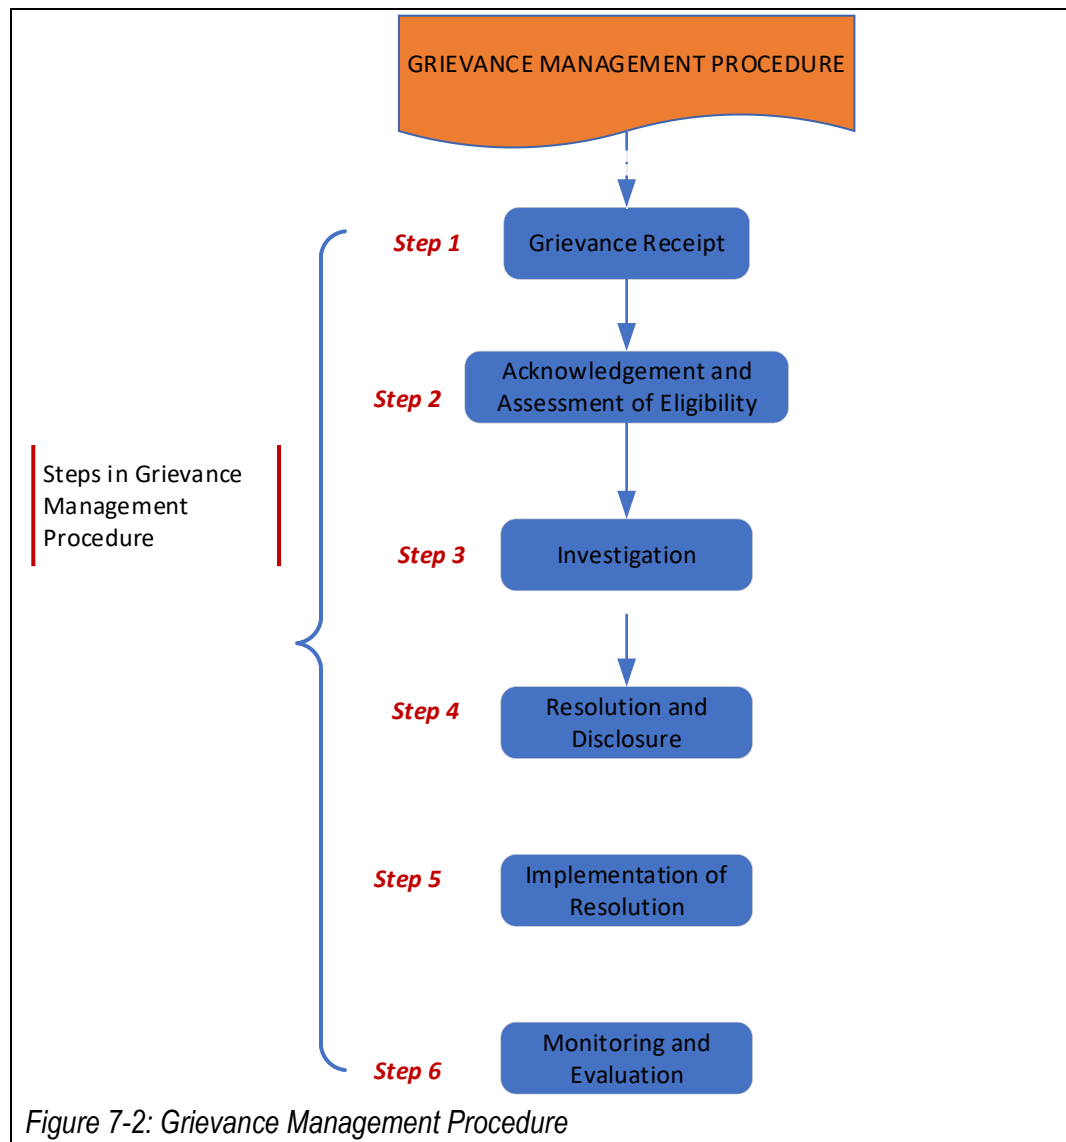 GRIEVANCE MANAGEMENT PROCEDURE
Step 1
Grievance Receipt
Step 2
Acknowledgement and
Assessment of Eligibility
Steps in Grievance
Management
Procedure
Step 3
Investigation
Step 4
Resolution and
Disclosure
Step 5
Implementation of
Resolution
Step 6
Monitoring and
Evaluation
Figure 7-2: Grievance Management Procedure